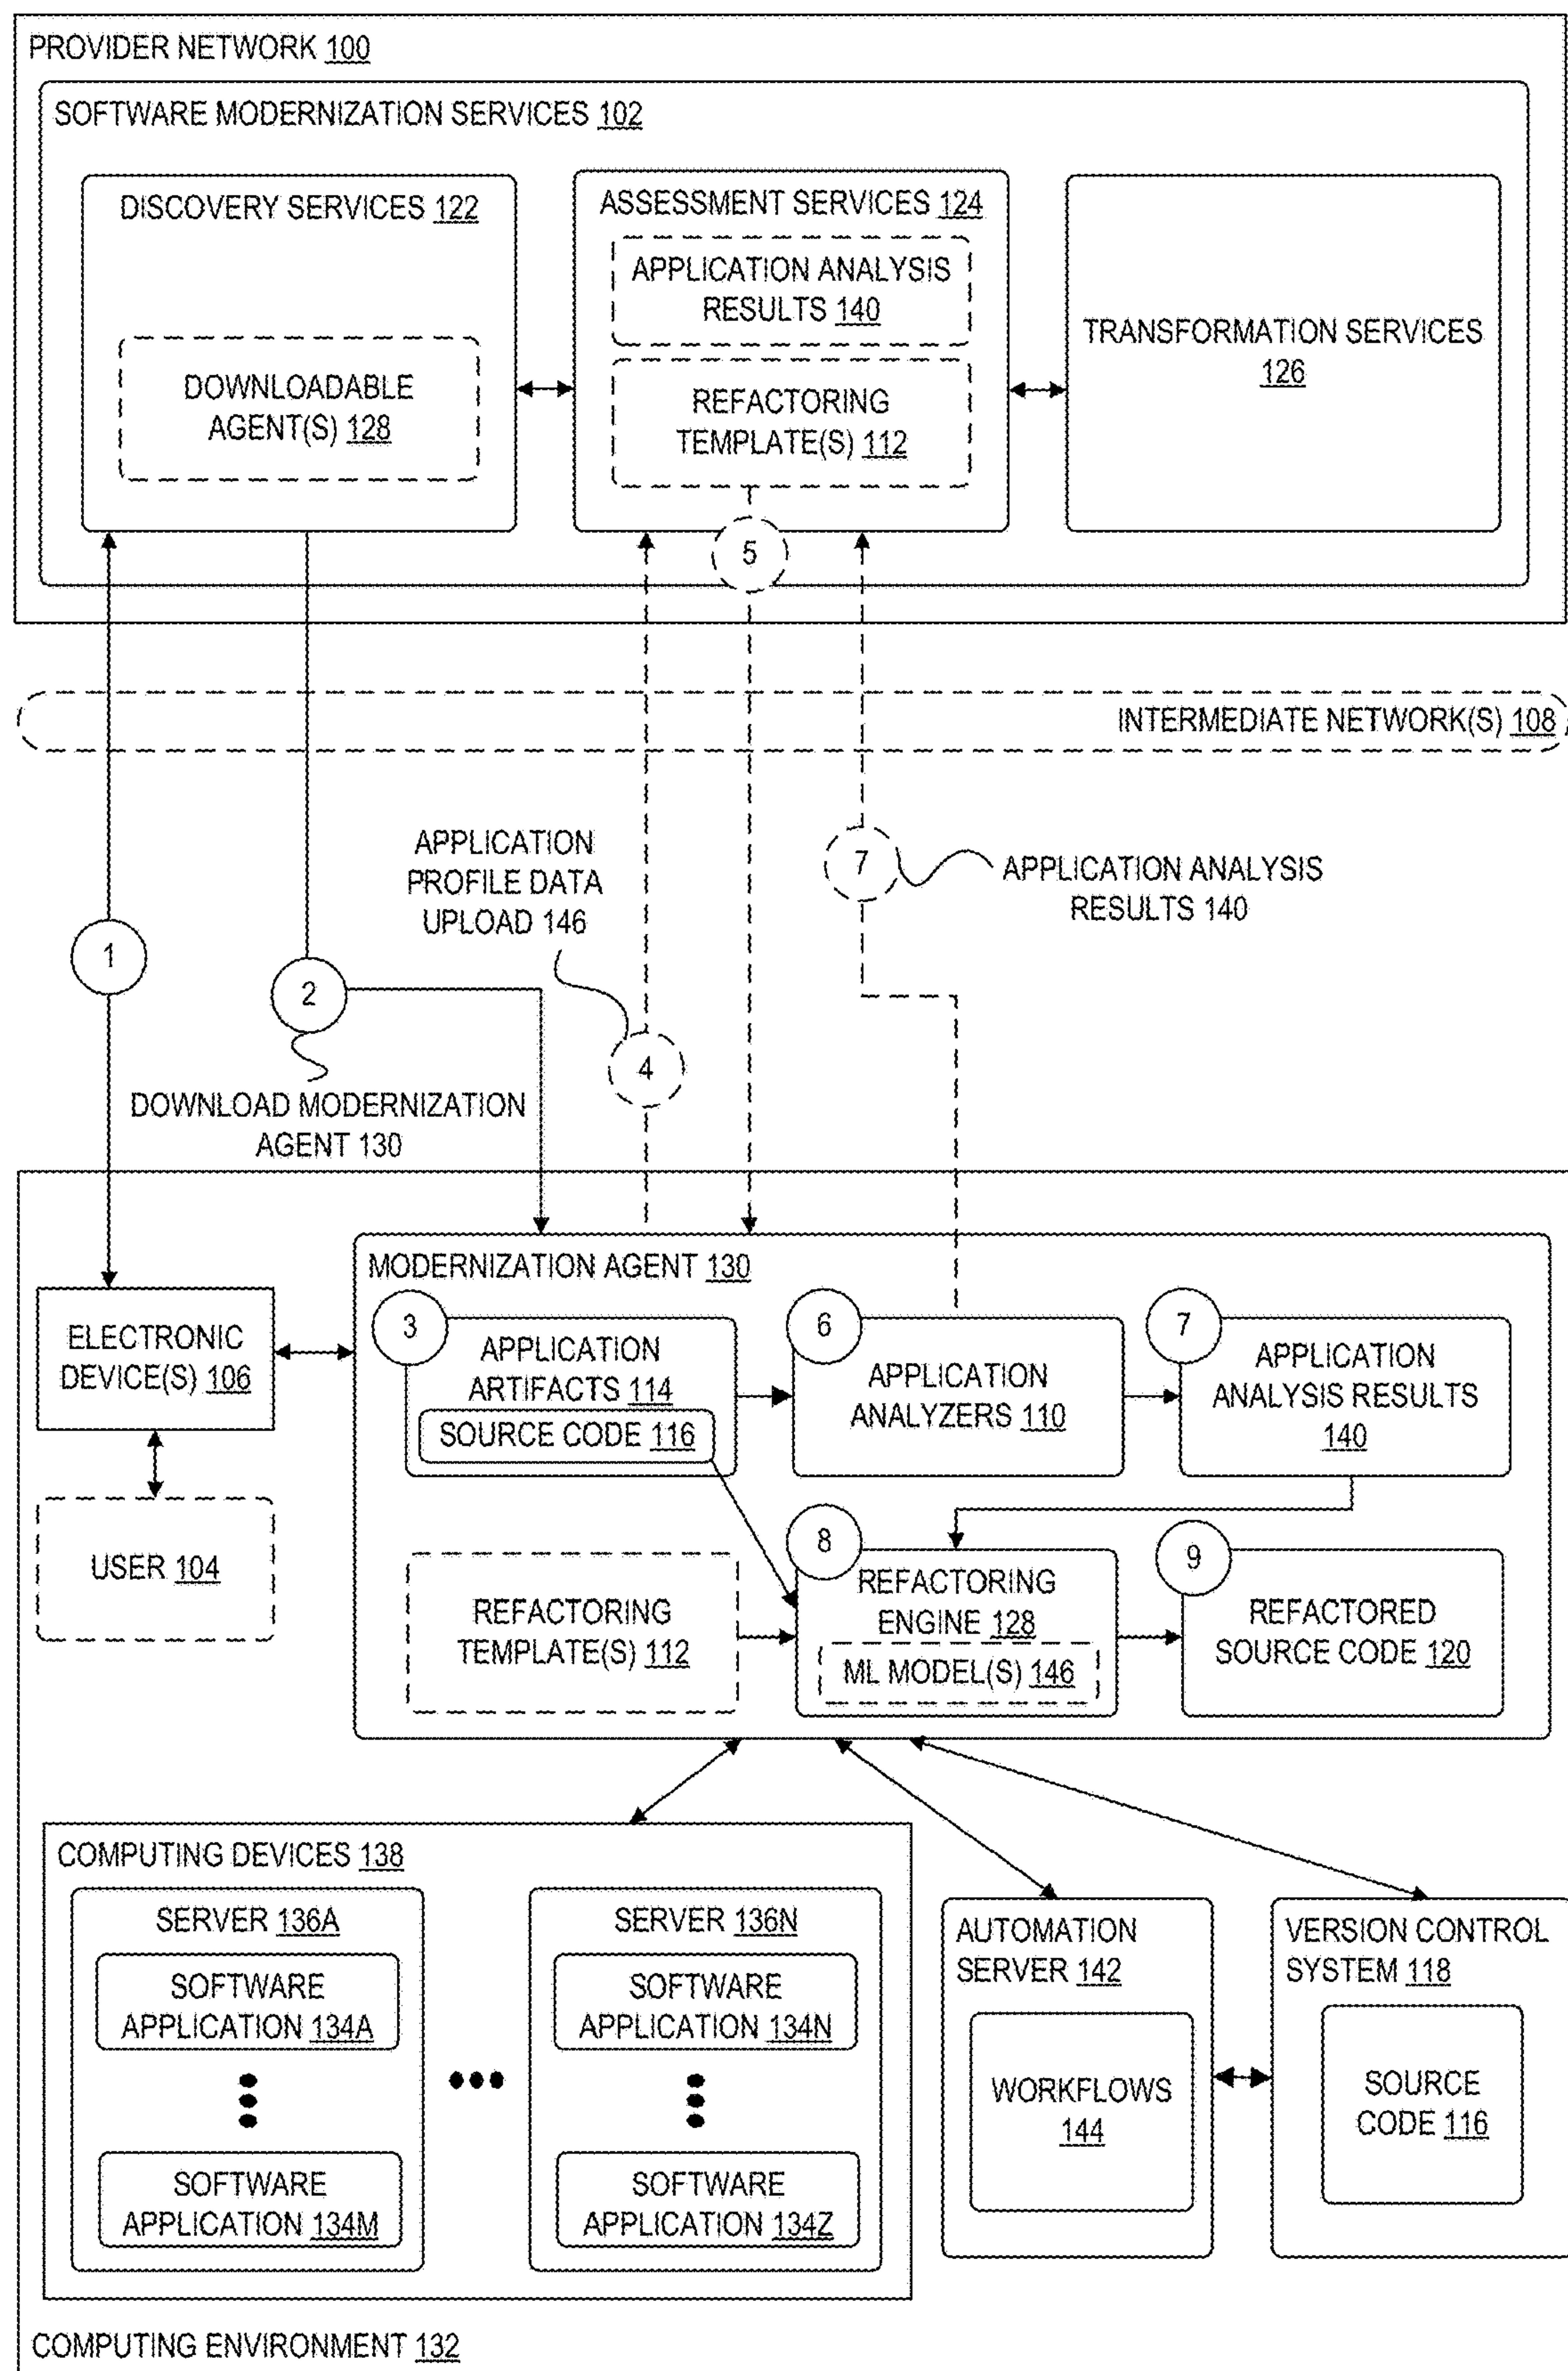 PROVIDER NETWORK 100
SOFTWARE MODERNIZATION SERVICES 102
DISCOVERY SERVICES 122
DOWNLOADABLE
AGENT(S) 128
ASSESSMENT SERVICES 124
APPLICATION ANALYSIS
RESULTS 140
REFACTORING
TEMPLATE(S) 112
TRANSFORMATION SERVICES
126
5
INTERMEDIATE NETWORK(S) 108
APPLICATION
PROFILE DATA
UPLOAD 146
7
APPLICATION ANALYSIS
RESULTS 140
1
2
4
DOWNLOAD MODERNIZATION
AGENT 130
MODERNIZATION AGENT 130
ELECTRONIC
DEVICE(S) 106
USER 104
3
APPLICATION
ARTIFACTS 114
SOURCE CODE 116
6
APPLICATION
ANALYZERS 110
7
APPLICATION
ANALYSIS RESULTS
140
REFACTORING
TEMPLATE(S) 112
8
REFACTORING
ENGINE 128
ML MODEL(S) 146
9
REFACTORED
SOURCE CODE 120
COMPUTING DEVICES 138
SERVER 136A
SOFTWARE
APPLICATION 134A
SOFTWARE
APPLICATION 134M
SERVER 136N
SOFTWARE
APPLICATION 134N
SOFTWARE
APPLICATION 134Z
AUTOMATION
SERVER 142
WORKFLOWS
144
VERSION CONTROL
SYSTEM 118
SOURCE
CODE 116
COMPUTING ENVIRONMENT 132